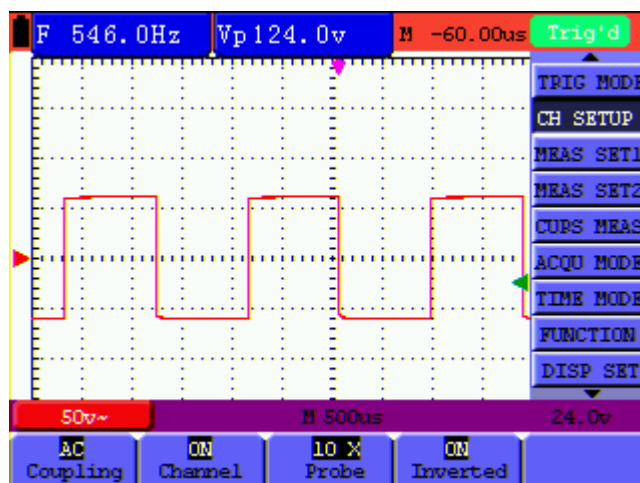 F 546.0Hz Vp124.0v M -60.00us Trig'd
TRIG MODE
CH SETUP
MEAS SET1
MEAS SET2
CURS MEAS
ACQU MODE
TIME MODE
FUNCTION
DISP SET
50v~ M 500us 24.0v
AC ON 10 X ON
Coupling Channel Probe Inverted